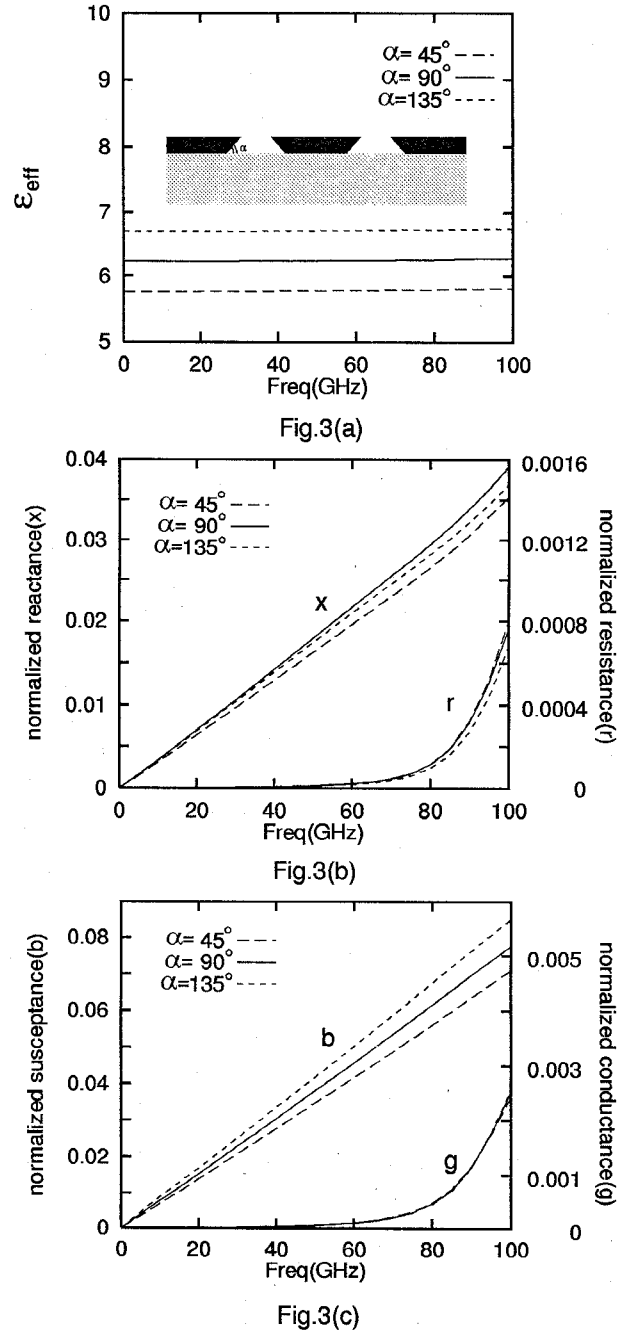 10
9
8
7
6
5
εeff
α= 45°
α= 90°
α=135°
α
0 20 40 60 80 100
Freq(GHz)
Fig.3(a)
0.04
0.03
0.02
0.01
0
normalized reactance(x)
α= 45°
α= 90°
α=135°
x
r
0.0016
0.0012
0.0008
0.0004
0
normalized resistance(r)
0 20 40 60 80 100
Freq(GHz)
Fig.3(b)
0.08
0.06
0.04
0.02
0
normalized susceptance(b)
α= 45°
α= 90°
α=135°
b
g
0.005
0.003
0.001
0
normalized conductance(g)
0 20 40 60 80 100
Freq(GHz)
Fig.3(c)